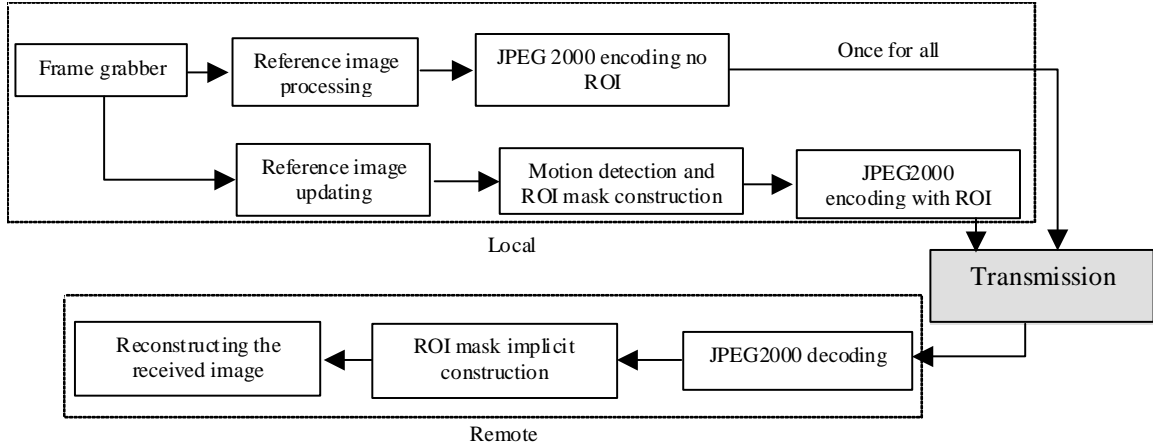 Frame grabber
Reference image
processing
JPEG 2000 encoding no
ROI
Once for all
Reference image
updating
Motion detection and
ROI mask construction
JPEG2000
encoding with ROI
Local
Transmission
Reconstructing the
received image
ROI mask implicit
construction
JPEG2000 decoding
Remote